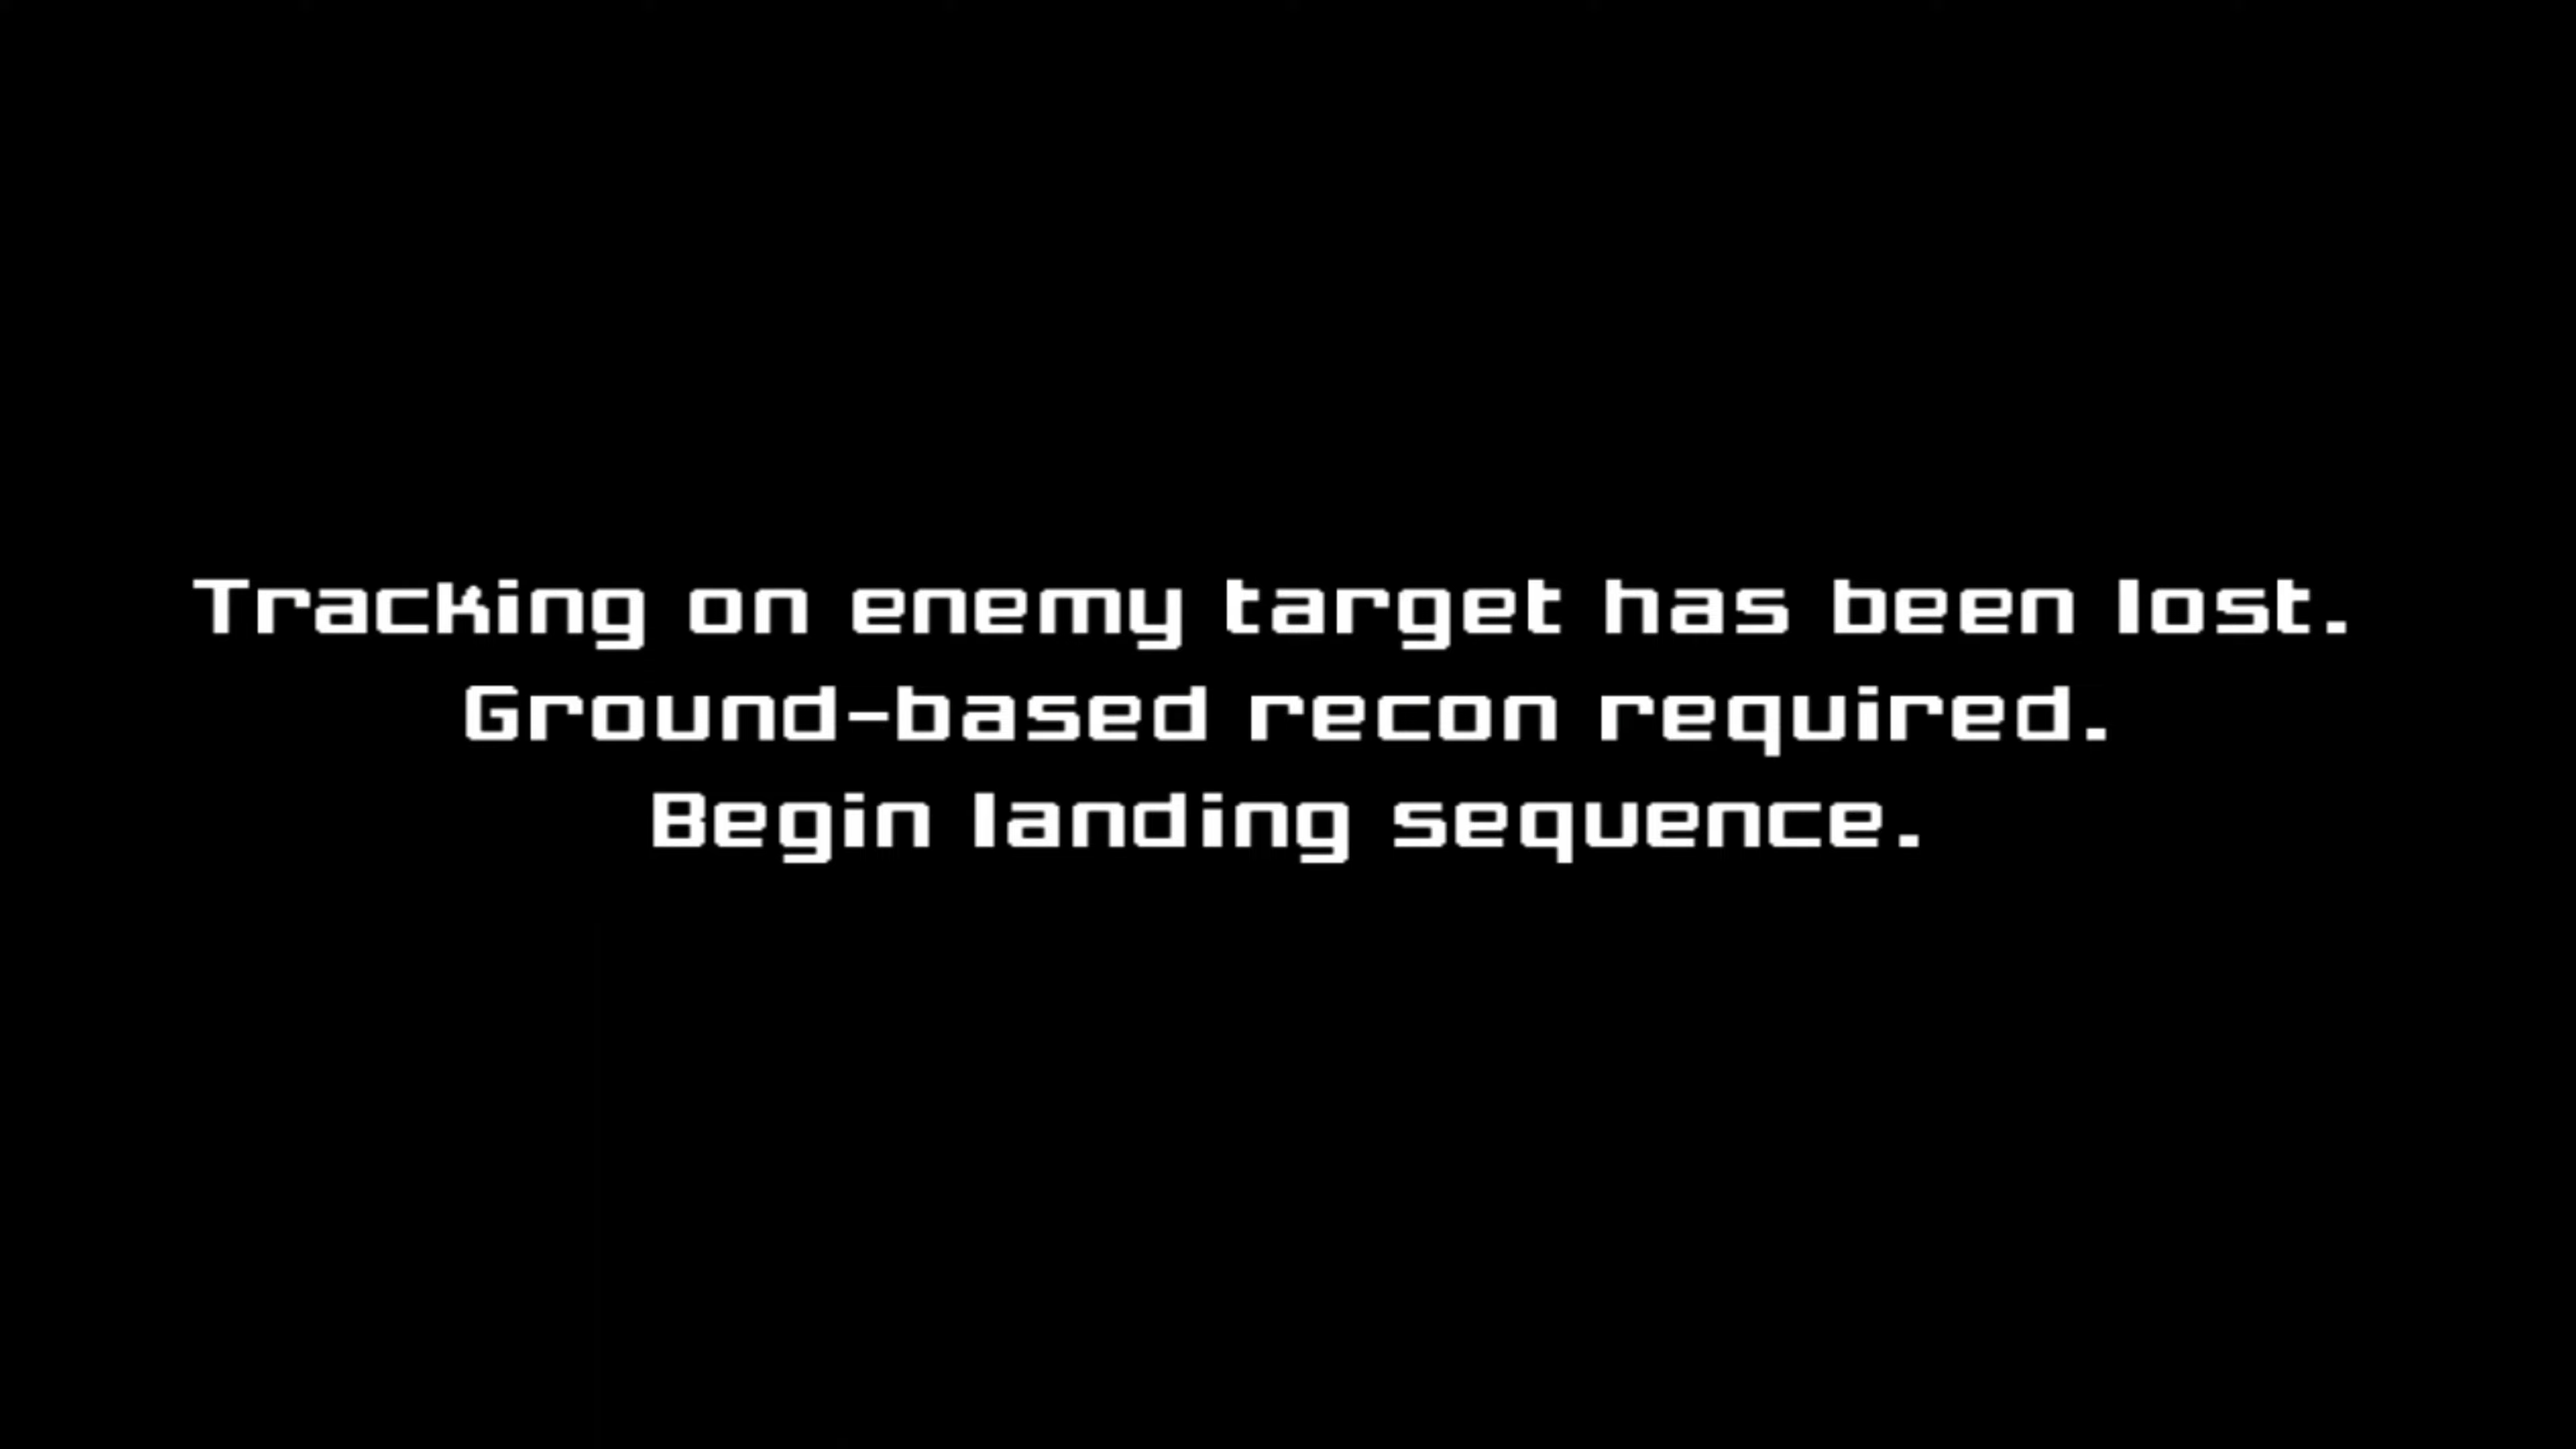 Tracking on enemy target has been lost.
Ground-based recon required.
Begin landing sequence.